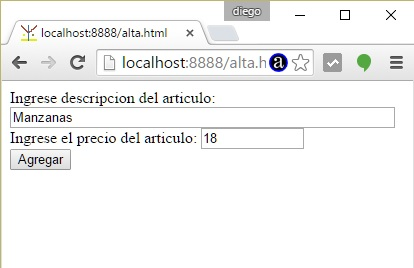 diego
localhost:8888/alta.html
localhost:8888/alta.h
a
Ingrese descripcion del articulo:
Manzanas
Ingrese el precio del articulo: 18
Agregar